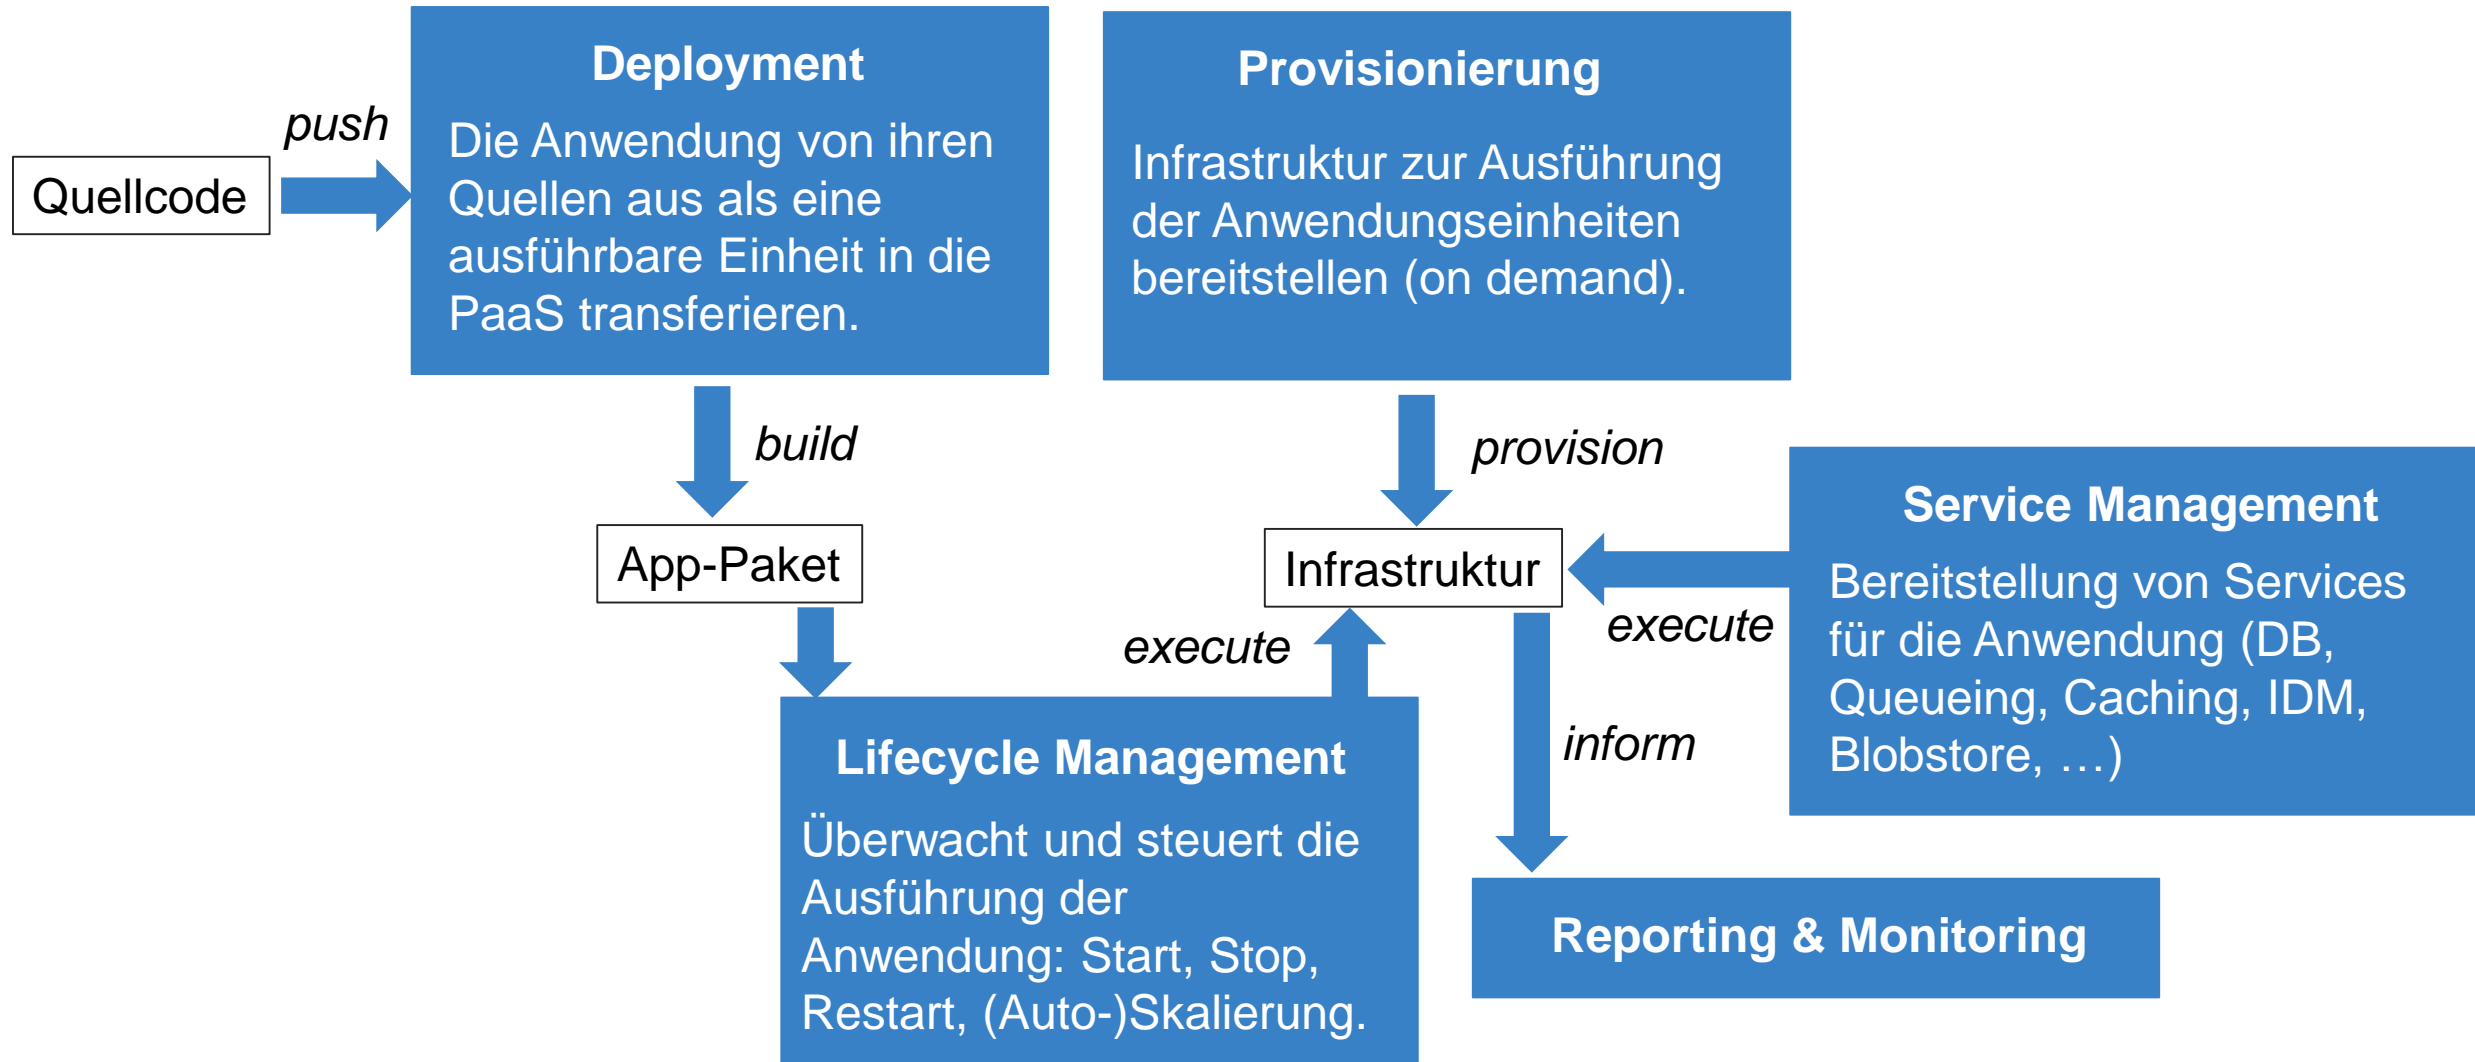 Deployment
Die Anwendung von ihren
Quellen aus als eine
ausführbare Einheit in die
PaaS transferieren.
Provisionierung
Infrastruktur zur Ausführung
der Anwendungseinheiten
bereitstellen (on demand).
push
Quellcode
build
provision
App-Paket
Infrastruktur
Service Management
Bereitstellung von Services
für die Anwendung (DB,
Queueing, Caching, IDM,
Blobstore, …)
execute
execute
inform
Lifecycle Management
Überwacht und steuert die
Ausführung der
Anwendung: Start, Stop,
Restart, (Auto-)Skalierung.
Reporting & Monitoring